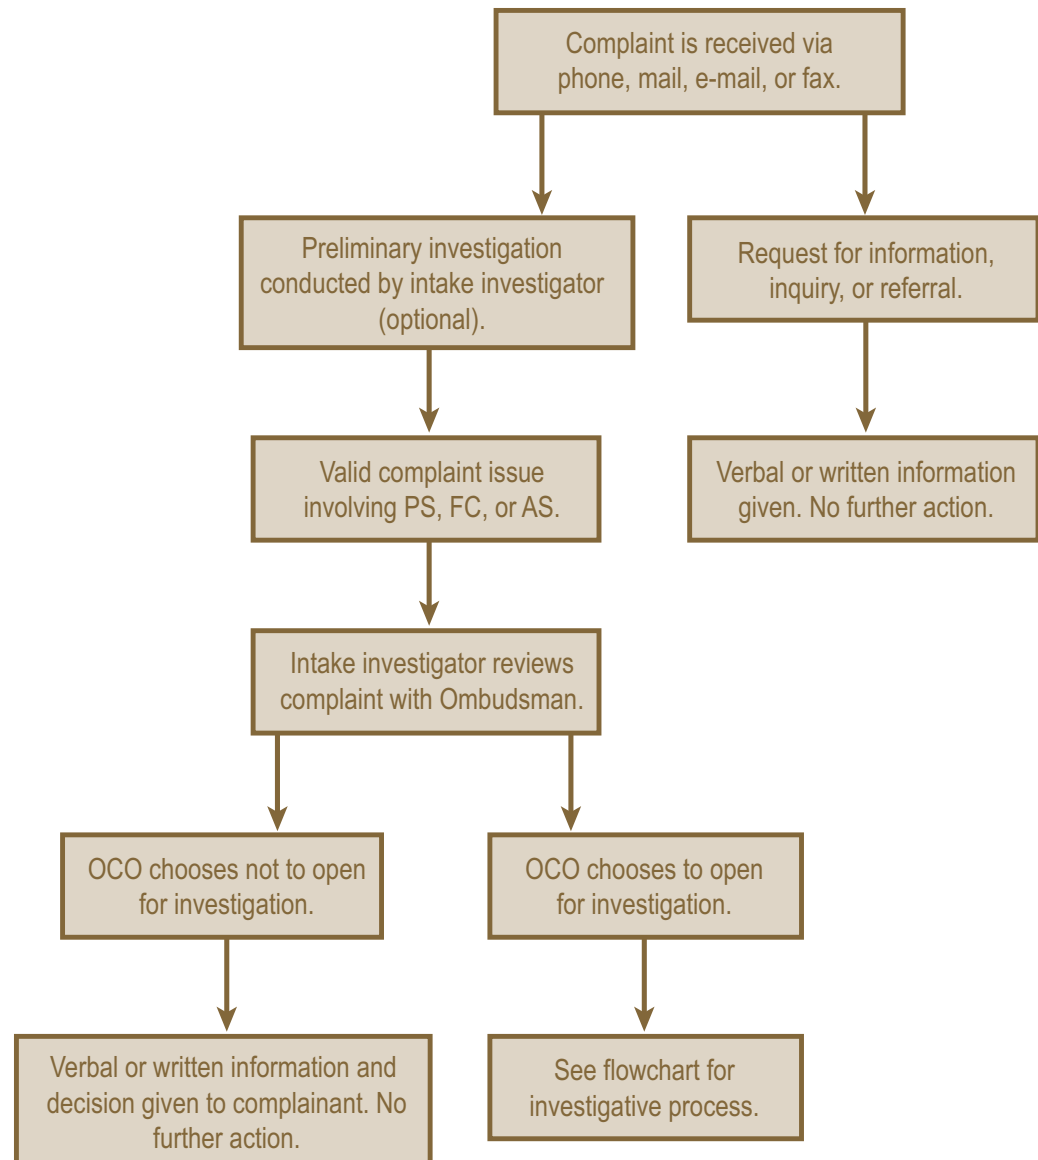 Complaint is received via
phone, mail, e-mail, or fax.
Preliminary investigation
conducted by intake investigator
(optional).
Request for information,
inquiry, or referral.
Valid complaint issue
involving PS, FC, or AS.
Verbal or written information
given. No further action.
Intake investigator reviews
complaint with Ombudsman.
OCO chooses not to open
for investigation.
OCO chooses to open
for investigation.
Verbal or written information and
decision given to complainant. No
further action.
See flowchart for
investigative process.